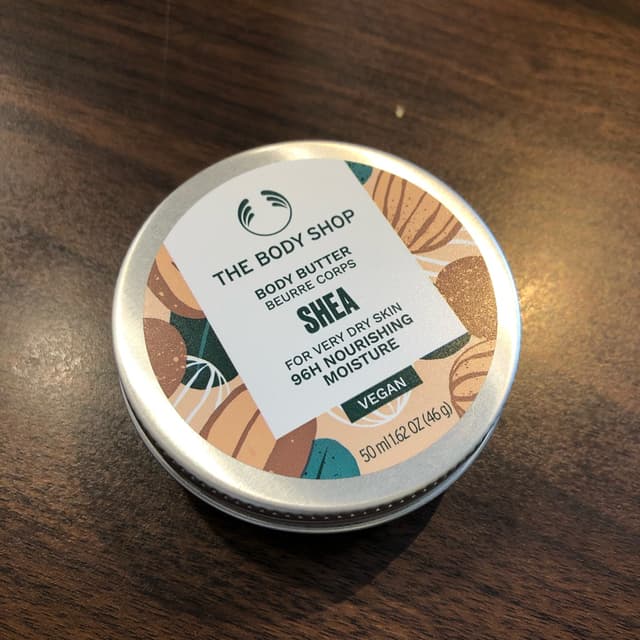 THE BODY SHOP
BODY BUTTER
BEURRE CORPS
SHEA
FOR VERY DRY SKIN
96H NOURISHING
MOISTURE
VEGAN
50 ml 1.62 OZ (46 g)